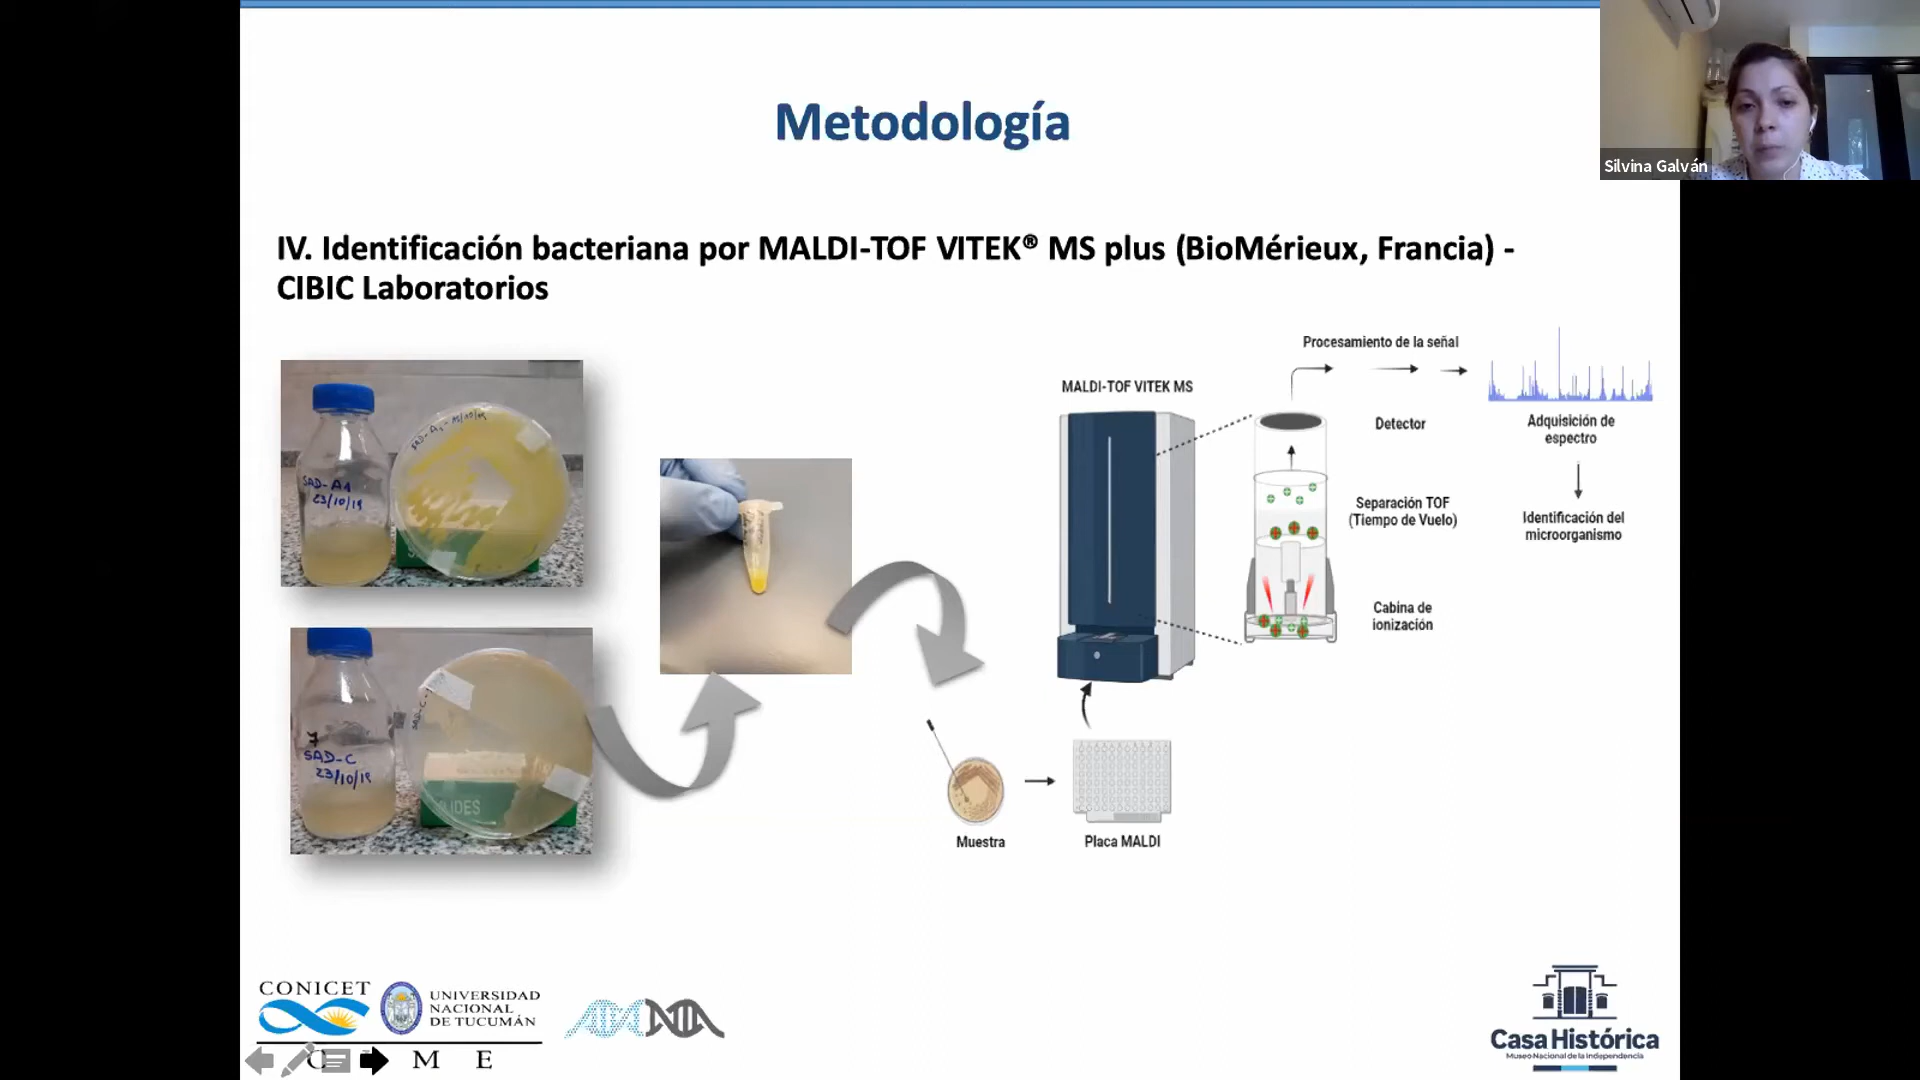 Metodología
Silvina Galván
IV. Identificación bacteriana por MALDI-TOF VITEK® MS plus (BioMérieux, Francia) -
CIBIC Laboratorios
SAD-A1
23/10/19
SAD-C
23/10/19
LIDES
MALDI-TOF VITEK MS
Procesamiento de la señal
Detector
Adquisición de
espectro
Separación TOF
(Tiempo de Vuelo)
Identificación del
microorganismo
Cabina de
ionización
Muestra
Placa MALDI
CONICET
UNIVERSIDAD
NACIONAL
DE TUCUMÁN
M E
Casa Histórica
Museo Nacional de la Independencia